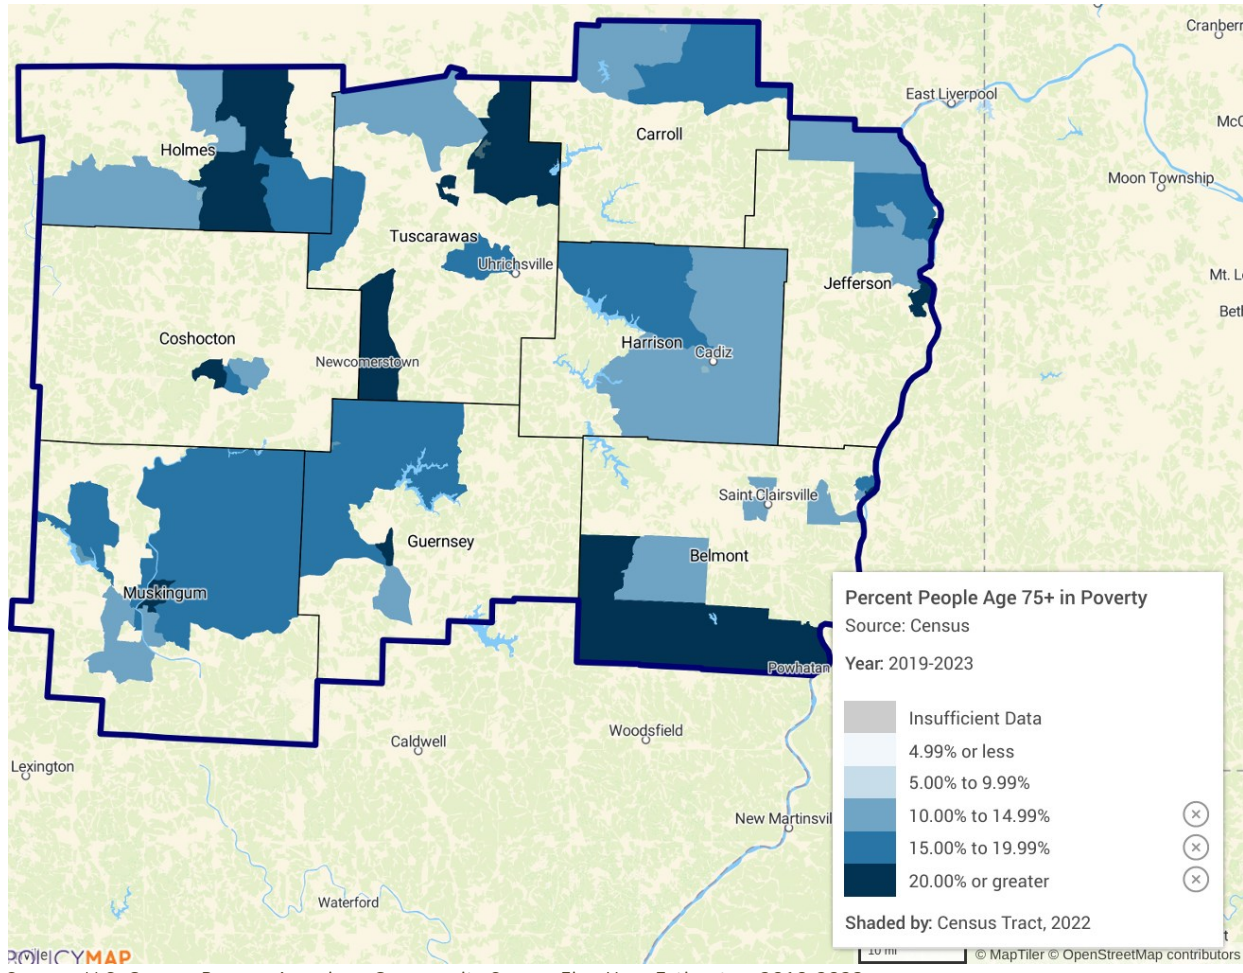 Cranberr
East Liverpool
McC
Carroll
Holmes
Moon Township
Tuscarawas
Uhrichsville
Mt. L
Jefferson
Bet
Coshocton
Harrison
Cadiz
Newcomerstown
Saint Clairsville
Guernsey
Belmont
Muskingum
Powhatan
Woodsfield
Caldwell
Lexington
New Martinsvil
Waterford
Percent People Age 75+ in Poverty
Source: Census
Year: 2019-2023
Insufficient Data
4.99% or less
5.00% to 9.99%
10.00% to 14.99%
15.00% to 19.99%
20.00% or greater
Shaded by: Census Tract, 2022
10 mi
POLICYMAP
© MapTiler © OpenStreetMap contributors